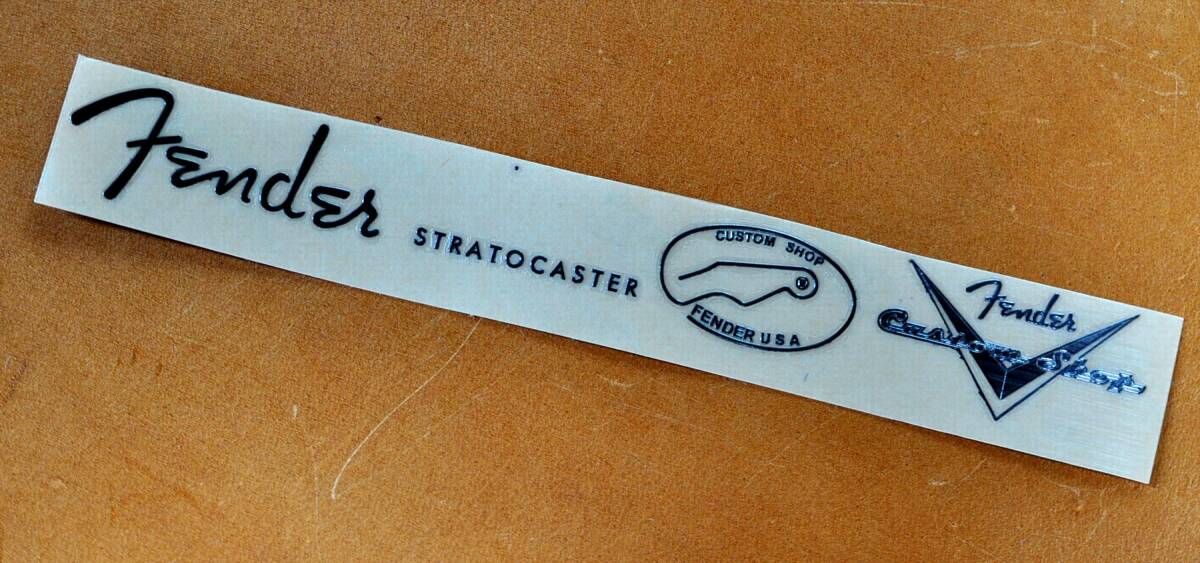 Fender
STRATOCASTER
CUSTOM SHOP
®
FENDER USA
Fender
Custom Shop